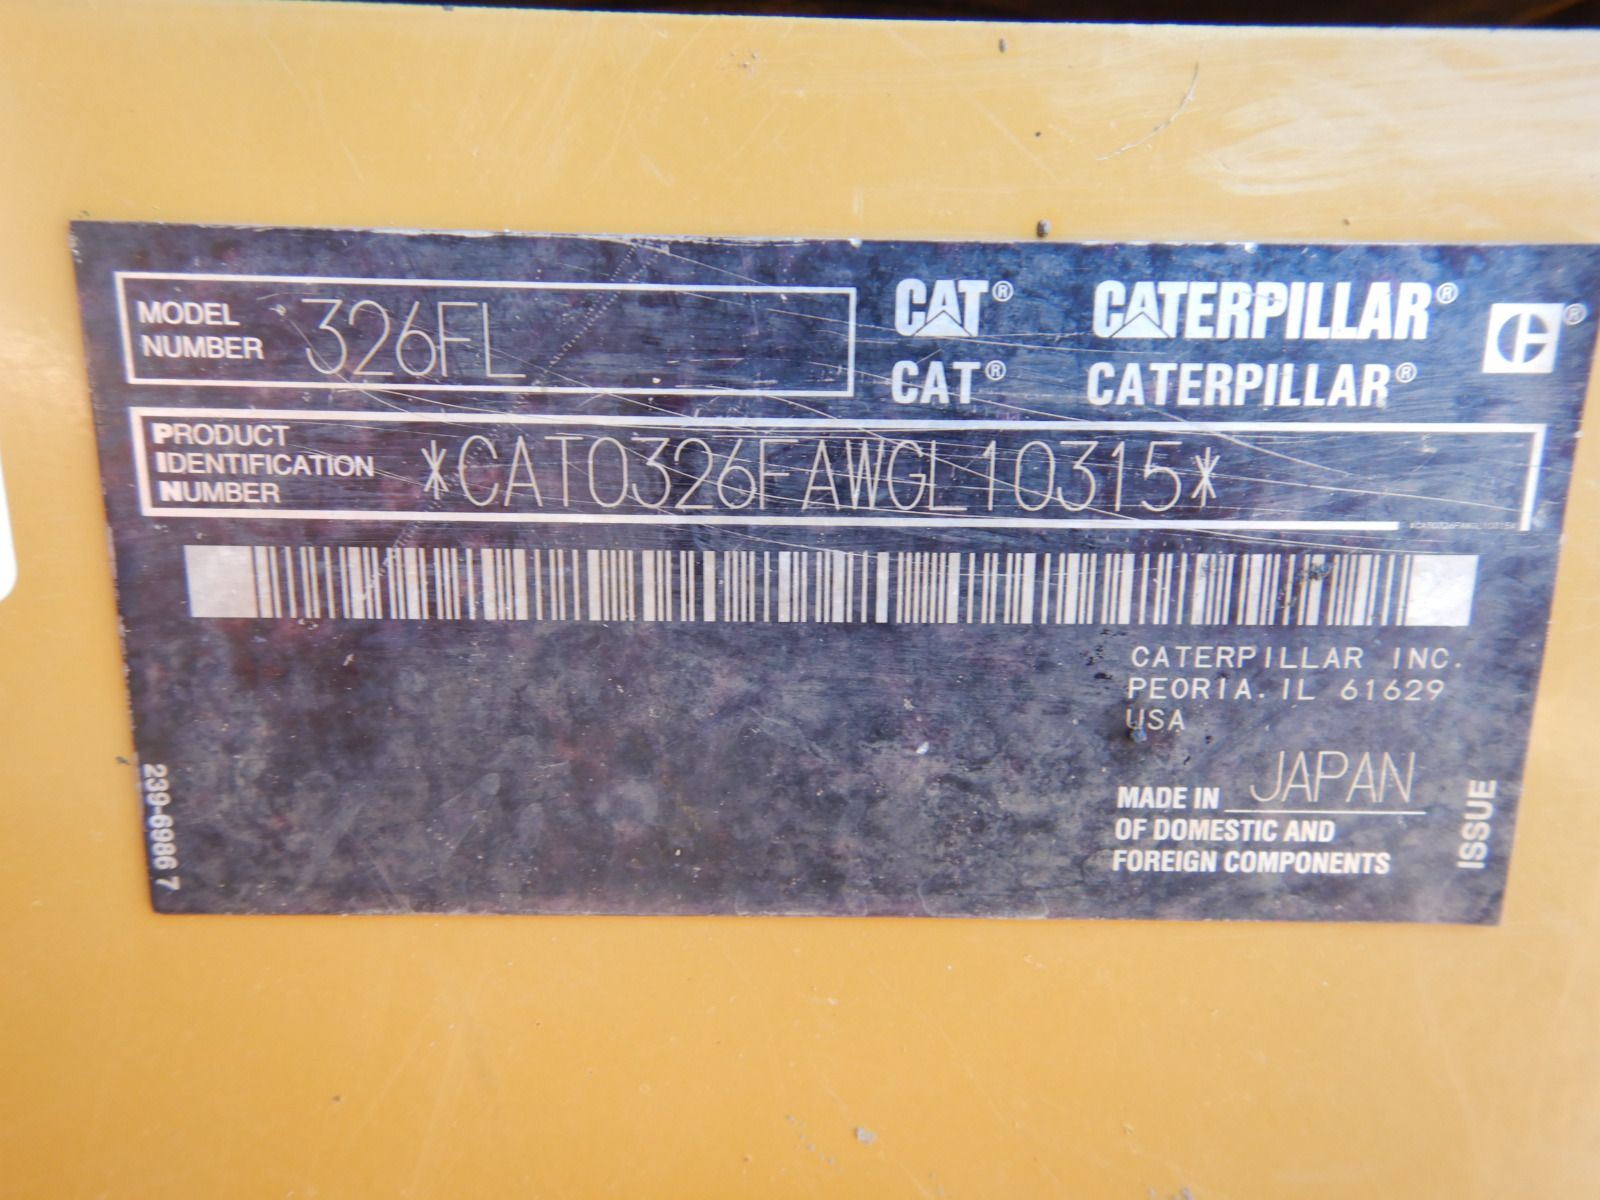 MODEL
NUMBER 326FL
CAT® CATERPILLAR®
CAT® CATERPILLAR®
PRODUCT
IDENTIFICATION
NUMBER *CAT0326FAWGL10315*
*CAT0326FAWGL10315*
CATERPILLAR INC.
PEORIA, IL 61629
USA
MADE IN JAPAN
OF DOMESTIC AND
FOREIGN COMPONENTS
ISSUE
239-6986 7